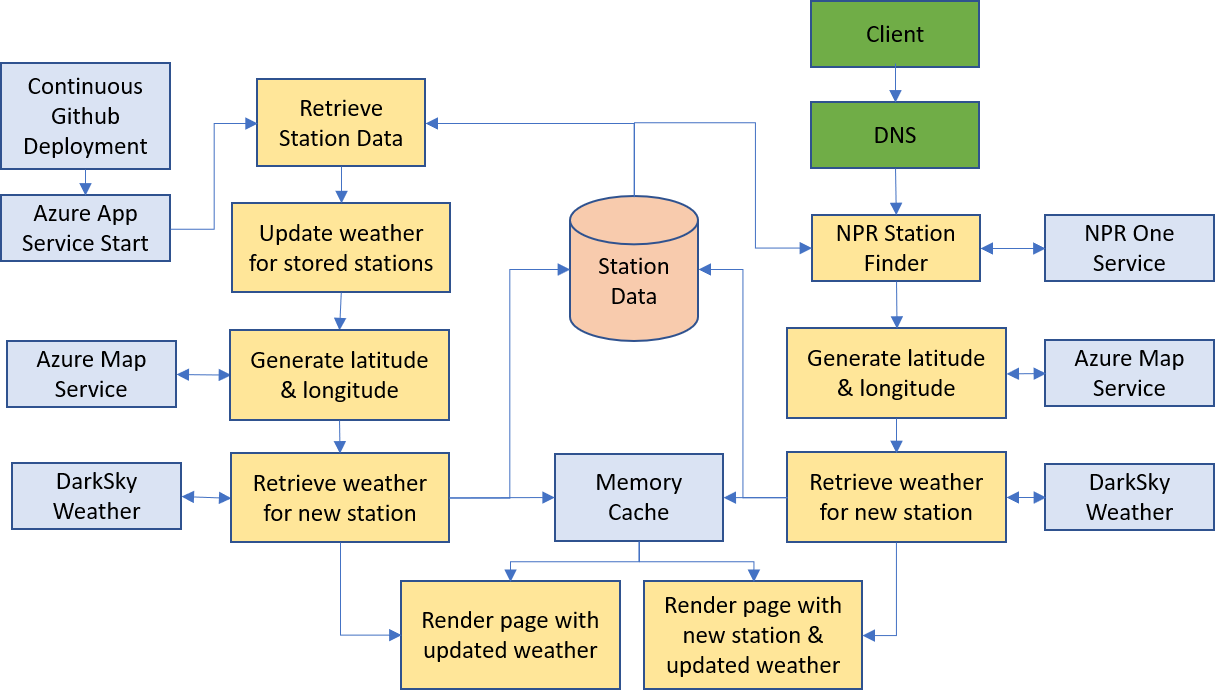 Client
Continuous
Github
Deployment
Retrieve
Station Data
DNS
Azure App
Service Start
Update weather
for stored stations
Station
Data
NPR Station
Finder
NPR One
Service
Azure Map
Service
Generate latitude
& longitude
Generate latitude
& longitude
Azure Map
Service
DarkSky
Weather
Retrieve weather
for new station
Memory
Cache
Retrieve weather
for new station
DarkSky
Weather
Render page with
updated weather
Render page with
new station &
updated weather